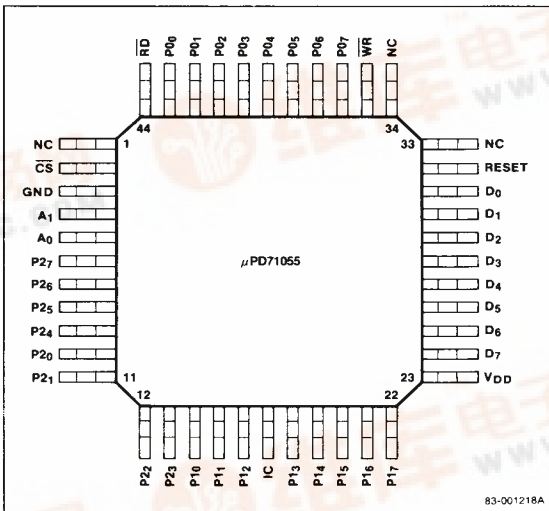 RD P00 P01 P02 P03 P04 P05 P06 P07 WR NC
44 34
NC 1 33 NC
CS RESET
GND D0
A1 D1
A0 D2
P27 μPD71055 D3
P26 D4
P25 D5
P24 D6
P20 D7
P21 11 23 VDD
12 22
P22 P23 P10 P11 P12 IC P13 P14 P15 P16 P17
83-001218A